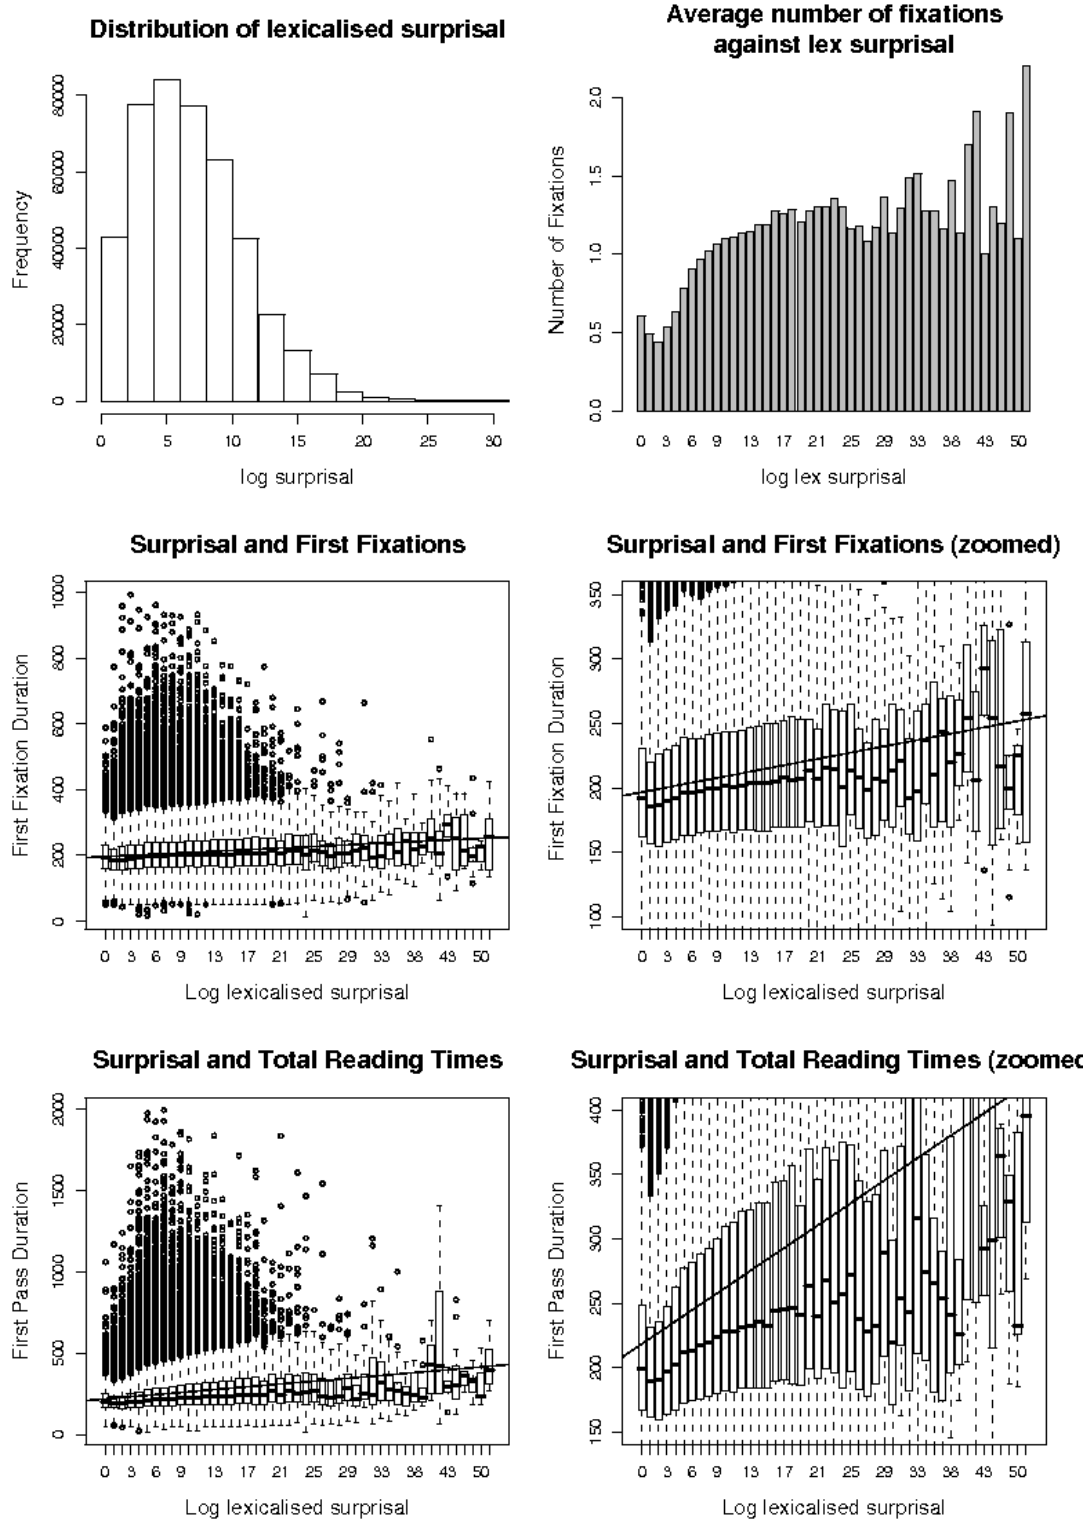 Distribution of lexicalised surprisal
Frequency
0 20000 40000 60000 80000
0 5 10 15 20 25 30
log surprisal
Average number of fixations
against lex surprisal
Number of Fixations
0.0 0.5 1.0 1.5 2.0
0 3 6 9 13 17 21 25 29 33 38 43 50
log lex surprisal
Surprisal and First Fixations
First Fixation Duration
0 200 400 600 800 1000
0 3 6 9 13 17 21 25 29 33 38 43 50
Log lexicalised surprisal
Surprisal and First Fixations (zoomed)
First Fixation Duration
100 150 200 250 300 350
0 3 6 9 13 17 21 25 29 33 38 43 50
Log lexicalised surprisal
Surprisal and Total Reading Times
First Pass Duration
0 500 1000 1500 2000
0 3 6 9 13 17 21 25 29 33 38 43 50
Log lexicalised surprisal
Surprisal and Total Reading Times (zoomed
First Pass Duration
150 200 250 300 350 400
0 3 6 9 13 17 21 25 29 33 38 43 50
Log lexicalised surprisal